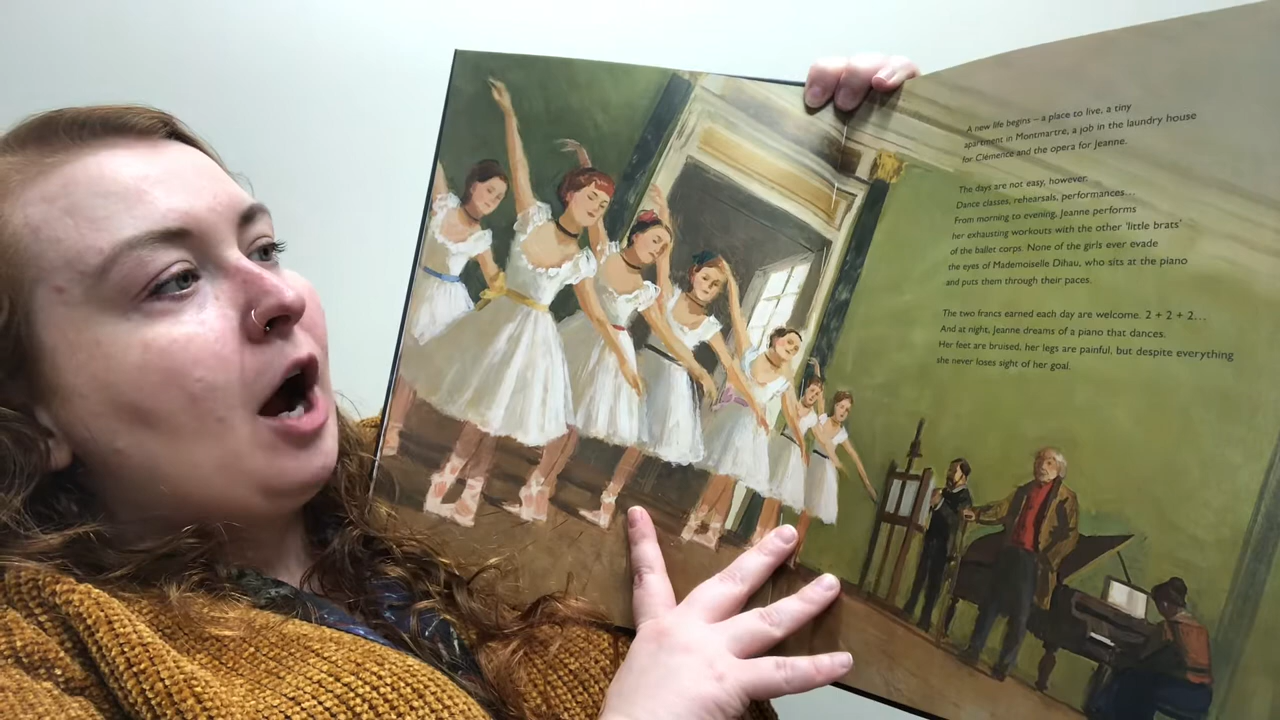 A new life begins – a place to live, a tiny
apartment in Montmartre, a job in the laundry house
for Clémence and the opera for Jeanne.
The days are not easy, however.
Dance classes, rehearsals, performances…
From morning to evening, Jeanne performs
her exhausting workouts with the other 'little brats'
of the ballet corps. None of the girls ever evade
the eyes of Mademoiselle Dihau, who sits at the piano
and puts them through their paces.
The two francs earned each day are welcome. 2 + 2 + 2…
And at night, Jeanne dreams of a piano that dances.
Her feet are bruised, her legs are painful, but despite everything
she never loses sight of her goal.